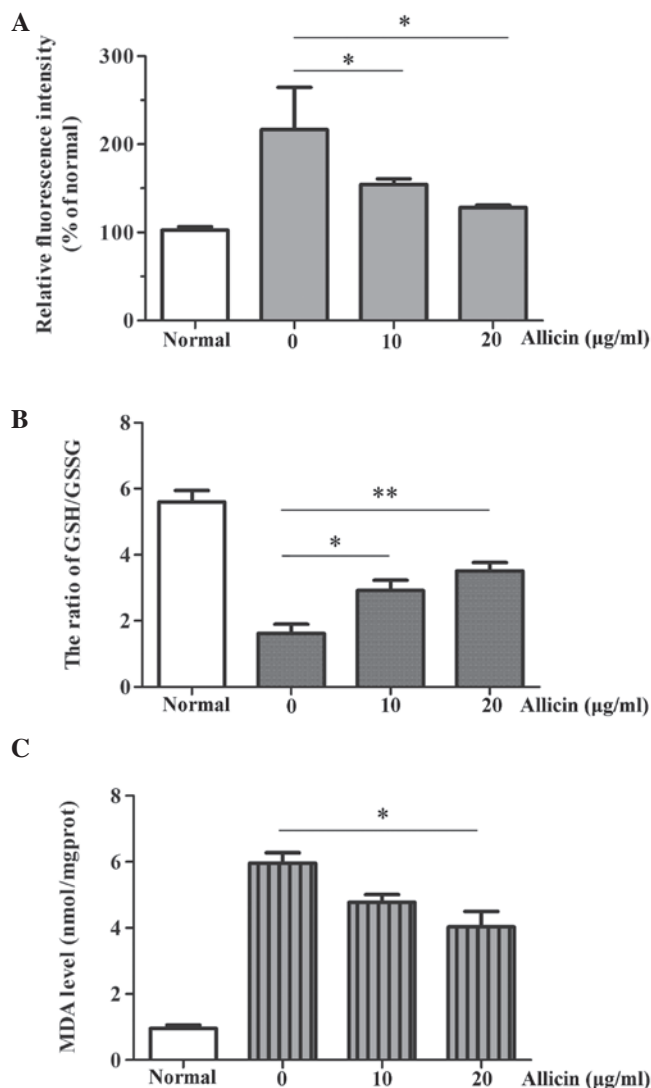 A
Relative fluorescence intensity
(% of normal)
300
200
100
0
*
*
Normal 0 10 20 Allicin (µg/ml)
B
The ratio of GSH/GSSG
8
6
4
2
0
**
*
Normal 0 10 20 Allicin (µg/ml)
C
MDA level (nmol/mgprot)
8
6
4
2
0
*
Normal 0 10 20 Allicin (µg/ml)